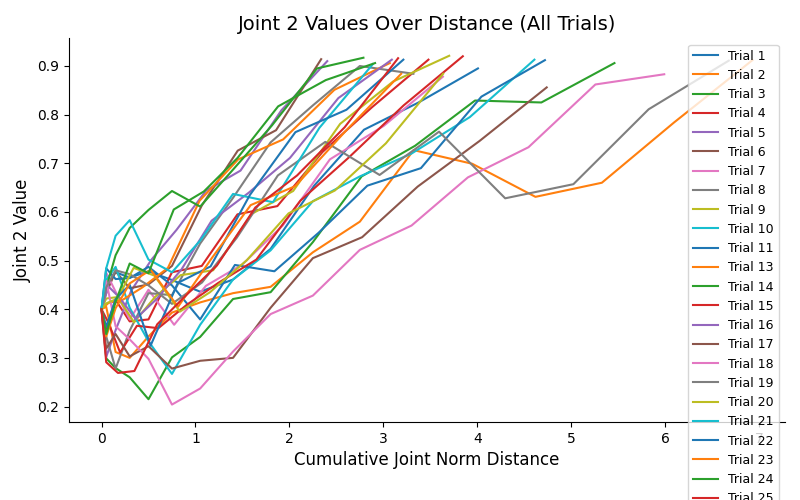 Joint 2 Values Over Distance (All Trials)
Joint 2 Value
0.9
0.8
0.7
0.6
0.5
0.4
0.3
0.2
0 1 2 3 4 5 6 7
Cumulative Joint Norm Distance
Trial 1
Trial 2
Trial 3
Trial 4
Trial 5
Trial 6
Trial 7
Trial 8
Trial 9
Trial 10
Trial 11
Trial 13
Trial 14
Trial 15
Trial 16
Trial 17
Trial 18
Trial 19
Trial 20
Trial 21
Trial 22
Trial 23
Trial 24
Trial 25